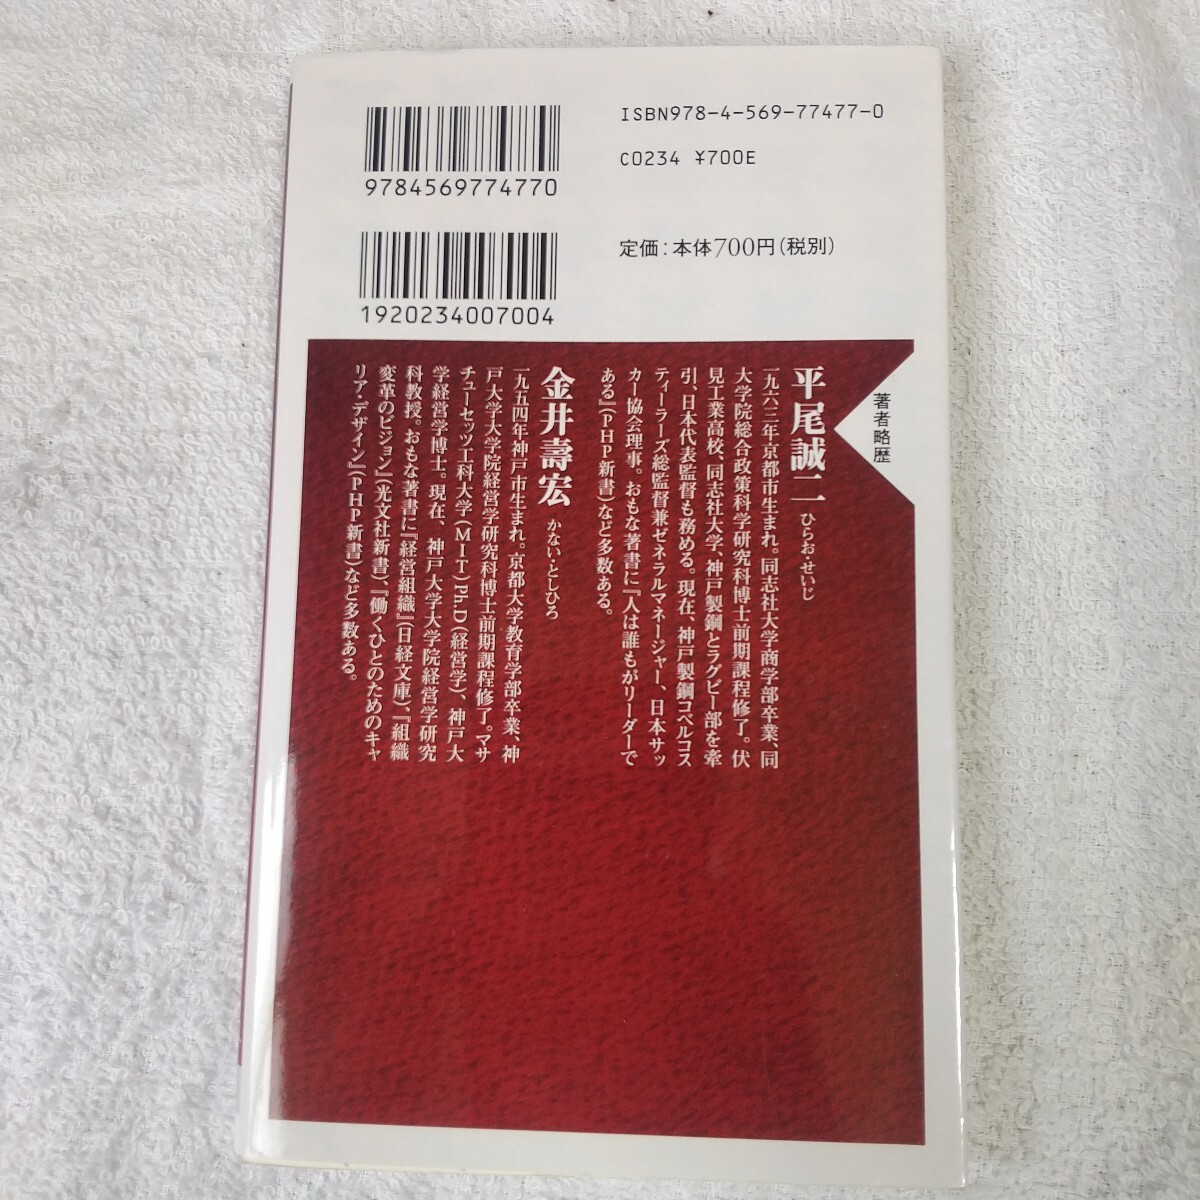 ISBN978-4-569-77477-0
C0234 ¥700E
9784569774770
定価：本体700円（税別）
1920234007004
著者略歴
平尾誠二 ひらお・せいじ
一九六三年京都市生まれ。同志社大学商学部卒業、同
大学院総合政策科学研究科博士前期課程修了。伏
見工業高校、同志社大学、神戸製鋼とラグビー部を牽
引、日本代表監督も務める。現在、神戸製鋼コベルコス
ティーラーズ総監督兼ゼネラルマネージャー、日本サッ
カー協会理事。おもな著書に『人は誰もがリーダーで
ある』（PHP新書）など多数ある。
金井壽宏 かない・としひろ
一九五四年神戸市生まれ。京都大学教育学部卒業、神
戸大学大学院経営学研究科博士前期課程修了。マサ
チューセッツ工科大学（MIT）Ph.D（経営学）、神戸大
学経営学博士。現在、神戸大学大学院経営学研究
科教授。おもな著書に『経営組織』（日経文庫）、『組織
変革のビジョン』（光文社新書）、『働くひとのためのキャ
リア・デザイン』（PHP新書）など多数ある。